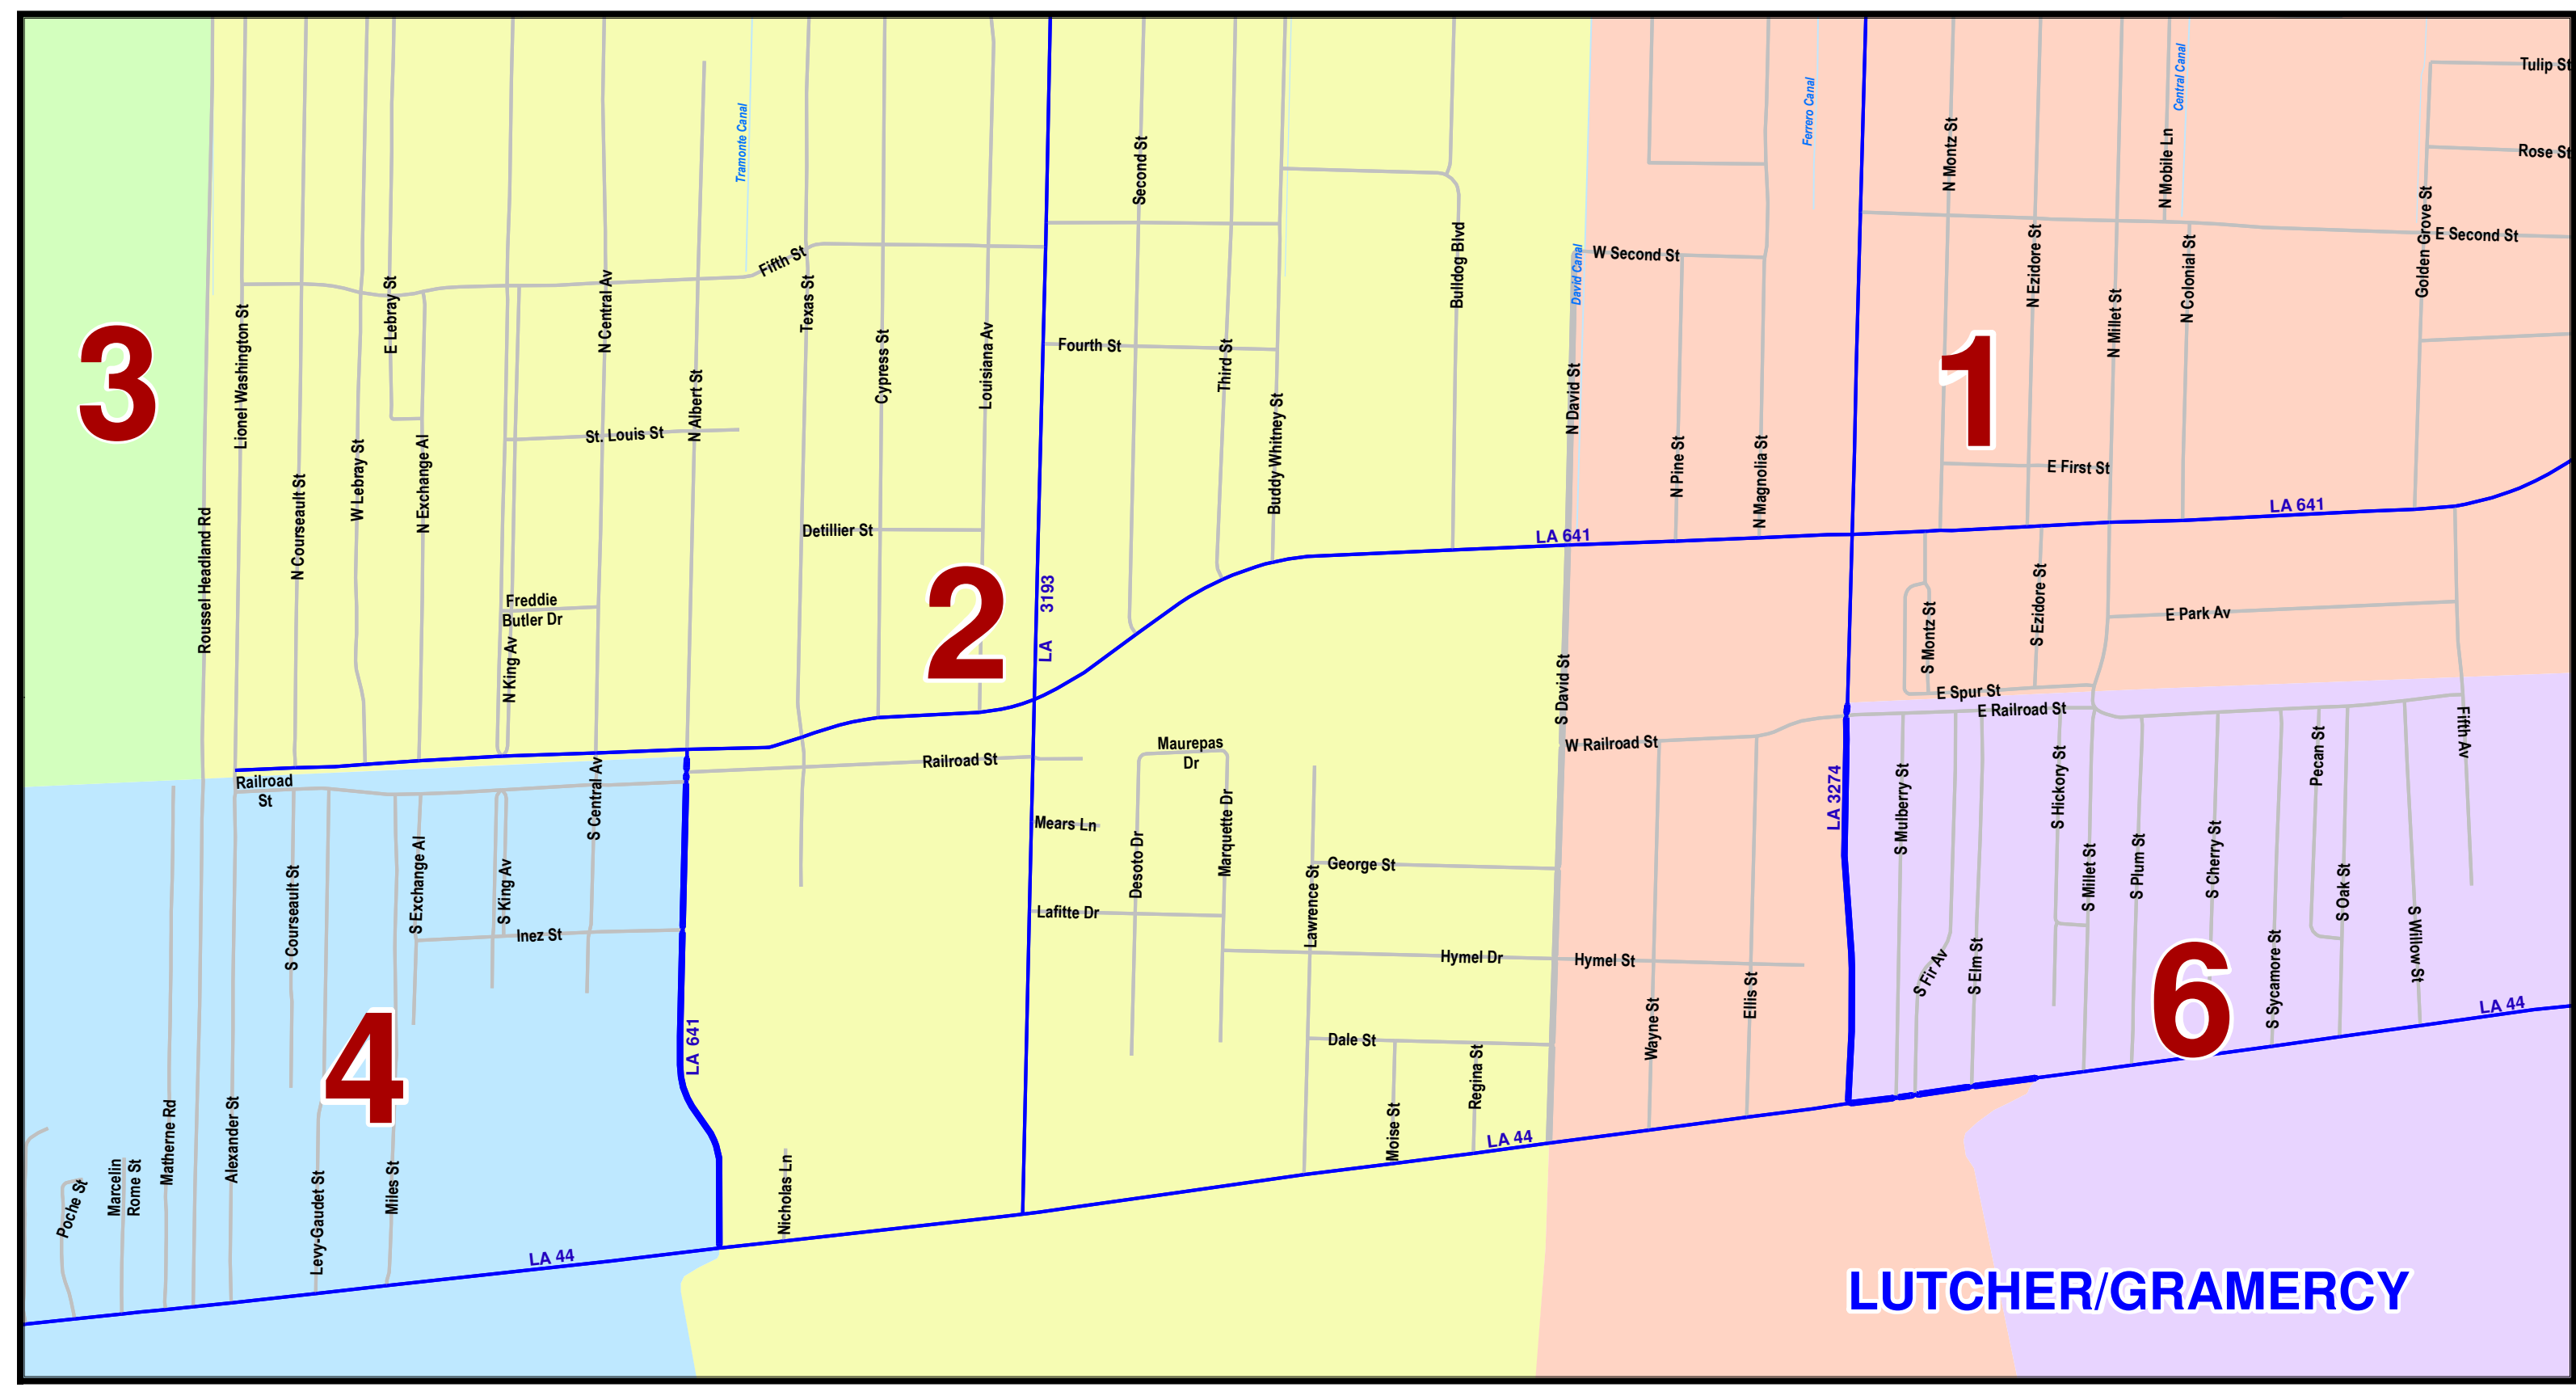 Tulip St
Rose St
E Second St
Golden Grove St
Central Canal
N Mobile Ln
N Montz St
N Ezidore St
N Millet St
N Colonial St
Ferrero Canal
1
E First St
LA 641
W Second St
David Canal
N David St
N Pine St
N Magnolia St
LA 641
Bulldog Blvd
Second St
Third St
Fourth St
Buddy Whitney St
LA 3193
Tramonte Canal
Fifth St
Texas St
Cypress St
Louisiana Av
Detillier St
2
N Albert St
N Central Av
St. Louis St
Freddie
Butler Dr
N King Av
E Lebray St
N Exchange Al
W Lebray St
N Courseault St
Lionel Washington St
Roussel Headland Rd
3
Railroad
St
S Central Av
S Exchange Al
S King Av
Inez St
S Courseault St
4
LA 641
Matherne Rd
Alexander St
Marcelin
Rome St
Poche St
Levy-Gaudet St
Miles St
LA 44
Nicholas Ln
Railroad St
Maurepas
Dr
Mears Ln
Desoto Dr
Marquette Dr
Lafitte Dr
Lawrence St
George St
Hymel Dr
Dale St
Moise St
Regina St
LA 44
S David St
W Railroad St
Hymel St
Wayne St
Ellis St
LA 3274
S Montz St
S Ezidore St
E Park Av
E Spur St
E Railroad St
S Mulberry St
S Fir Av
S Elm St
S Hickory St
S Millet St
S Plum St
S Cherry St
S Sycamore St
Pecan St
S Oak St
S Willow St
Fifth Av
6
LA 44
LUTCHER/GRAMERCY